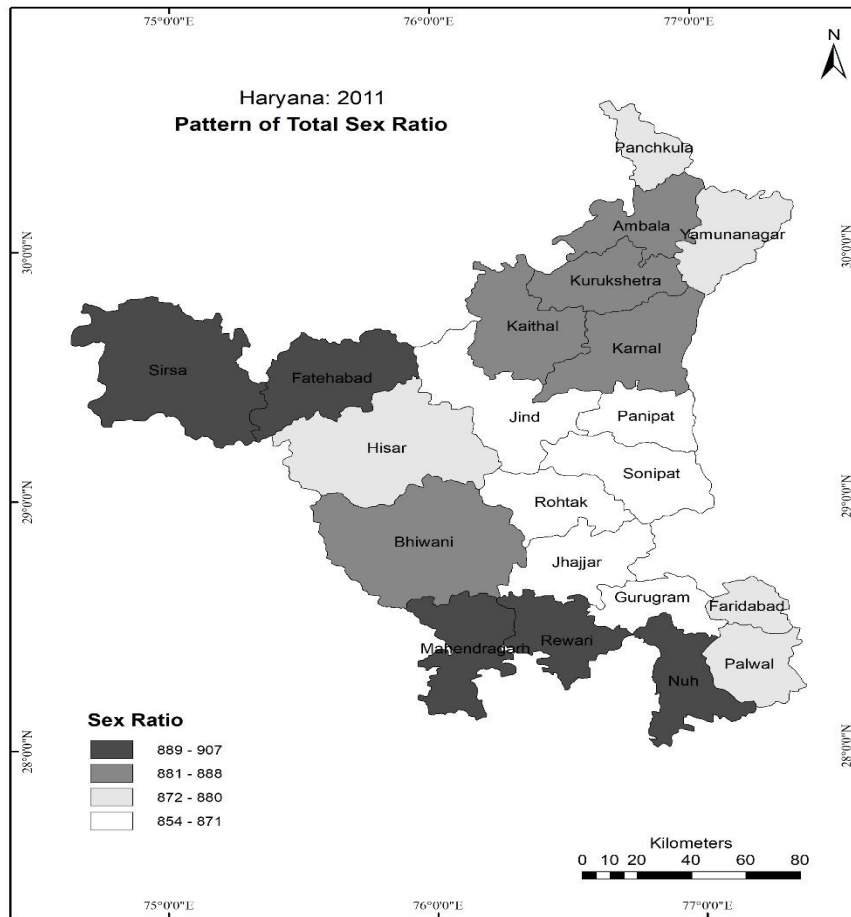 75°0'0"E 76°0'0"E 77°0'0"E
N
Haryana: 2011
Pattern of Total Sex Ratio
Panchkula
Ambala
Yamunanagar
30°0'0"N 30°0'0"N
Kurukshetra
Kaithal
Karnal
Sirsa
Fatehabad
Jind
Panipat
Hisar
Sonipat
29°0'0"N 29°0'0"N
Rohtak
Bhiwani
Jhajjar
Gurugram
Faridabad
Mahendragarh
Rewari
Palwal
Nuh
Sex Ratio
28°0'0"N 28°0'0"N
889 - 907
881 - 888
872 - 880
854 - 871
Kilometers
0 5 10 20 40 60 80
75°0'0"E 76°0'0"E 77°0'0"E